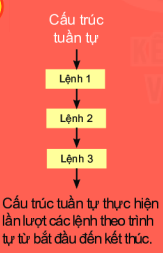 Cấu trúc
tuần tự
Lệnh 1
Lệnh 2
Lệnh 3
Cấu trúc tuần tự thực hiện
lần lượt các lệnh theo trình
tự từ bắt đầu đến kết thúc.